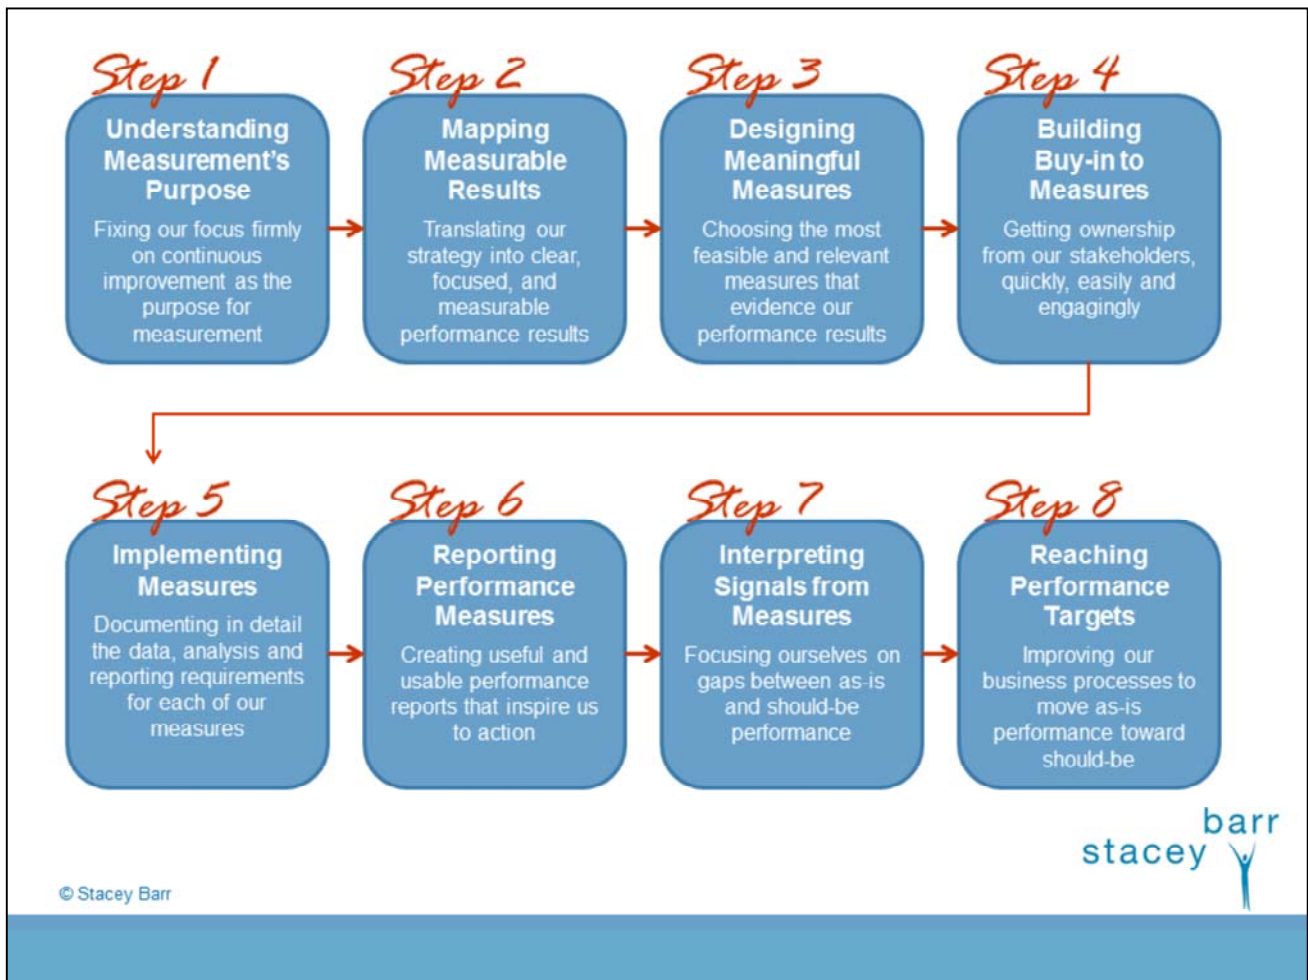 Step 1
Understanding
Measurement's
Purpose
Fixing our focus firmly
on continuous
improvement as the
purpose for
measurement
Step 2
Mapping
Measurable
Results
Translating our
strategy into clear,
focused, and
measurable
performance results
Step 3
Designing
Meaningful
Measures
Choosing the most
feasible and relevant
measures that
evidence our
performance results
Step 4
Building
Buy-in to
Measures
Getting ownership
from our stakeholders,
quickly, easily and
engagingly
Step 5
Implementing
Measures
Documenting in detail
the data, analysis and
reporting requirements
for each of our
measures
Step 6
Reporting
Performance
Measures
Creating useful and
usable performance
reports that inspire us
to action
Step 7
Interpreting
Signals from
Measures
Focusing ourselves on
gaps between as-is
and should-be
performance
Step 8
Reaching
Performance
Targets
Improving our
business processes to
move as-is
performance toward
should-be
barr
stacey
© Stacey Barr